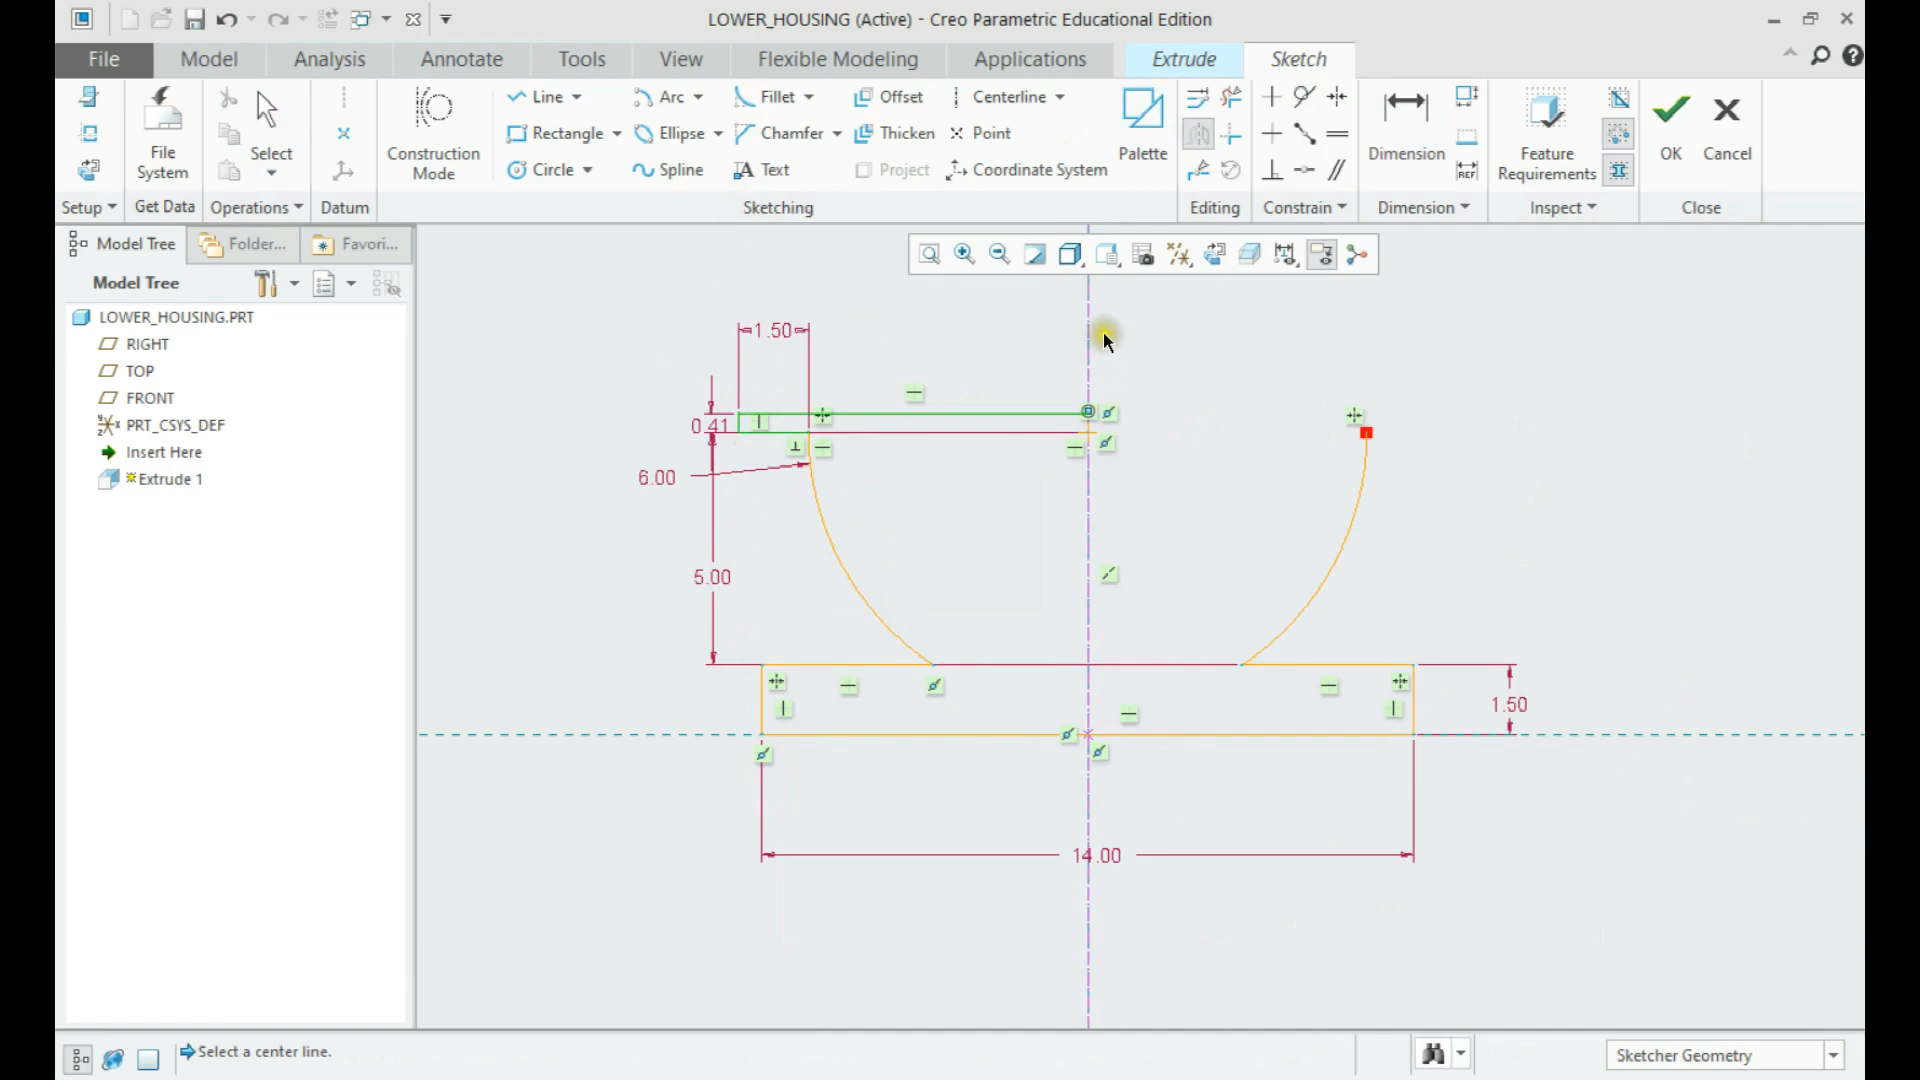 LOWER_HOUSING (Active) - Creo Parametric Educational Edition
File Model Analysis Annotate Tools View Flexible Modeling Applications Extrude Sketch
Line Arc Fillet Offset Centerline
Rectangle Ellipse Chamfer Thicken Point
Circle Spline Text Project Coordinate System
File System
Select
Construction Mode
Palette
Dimension
Feature Requirements
OK
Cancel
REF
Setup Get Data Operations Datum Sketching Editing Constrain Dimension Inspect Close
Model Tree Folder... Favori...
Model Tree
LOWER_HOUSING.PRT
RIGHT
TOP
FRONT
PRT_CSYS_DEF
Insert Here
Extrude 1
1.50
0.41
6.00
5.00
1.50
14.00
Select a center line.
Sketcher Geometry